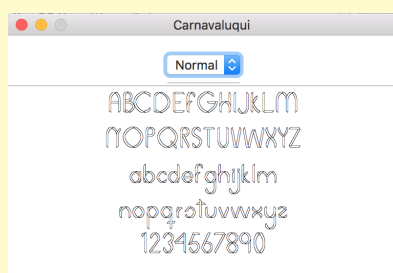 Carnavaluqui
Normal
ABCDEFGHIJKLM
NOPQRSTUVWXYZ
abcdefghijklm
nopqrstuvwxyz
1234567890